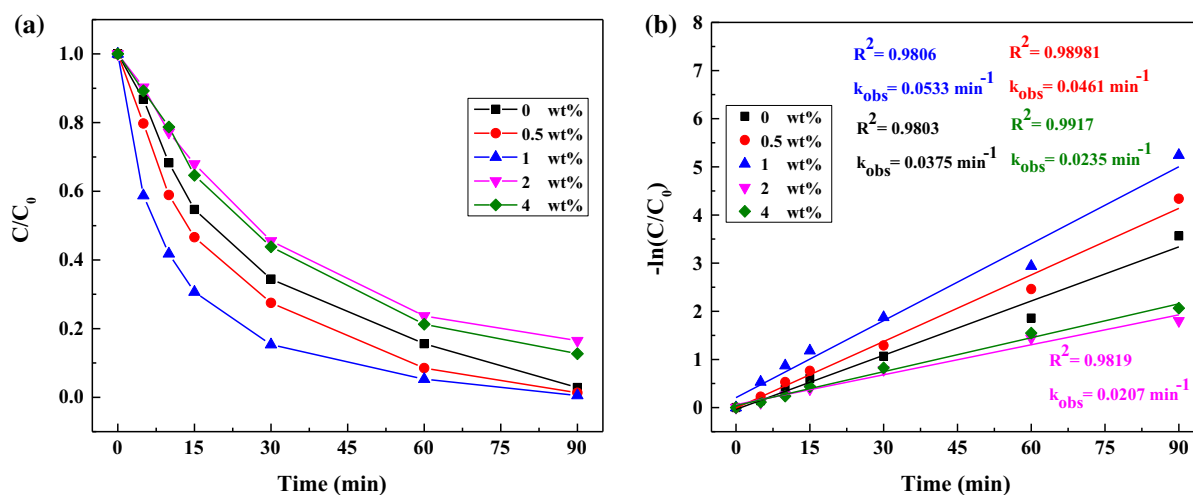 (a)
1.0
0.8
0.6
0.4
0.2
0.0
C/C0
0 15 30 45 60 75 90
Time (min)
0 wt%
0.5 wt%
1 wt%
2 wt%
4 wt%
(b)
8
7
6
5
4
3
2
1
0
-ln(C/C0)
0 15 30 45 60 75 90
Time (min)
0 wt%
0.5 wt%
1 wt%
2 wt%
4 wt%
R2= 0.9806
kobs= 0.0533 min-1
R2= 0.98981
kobs= 0.0461 min-1
R2= 0.9803
kobs= 0.0375 min-1
R2= 0.9917
kobs= 0.0235 min-1
R2= 0.9819
kobs= 0.0207 min-1